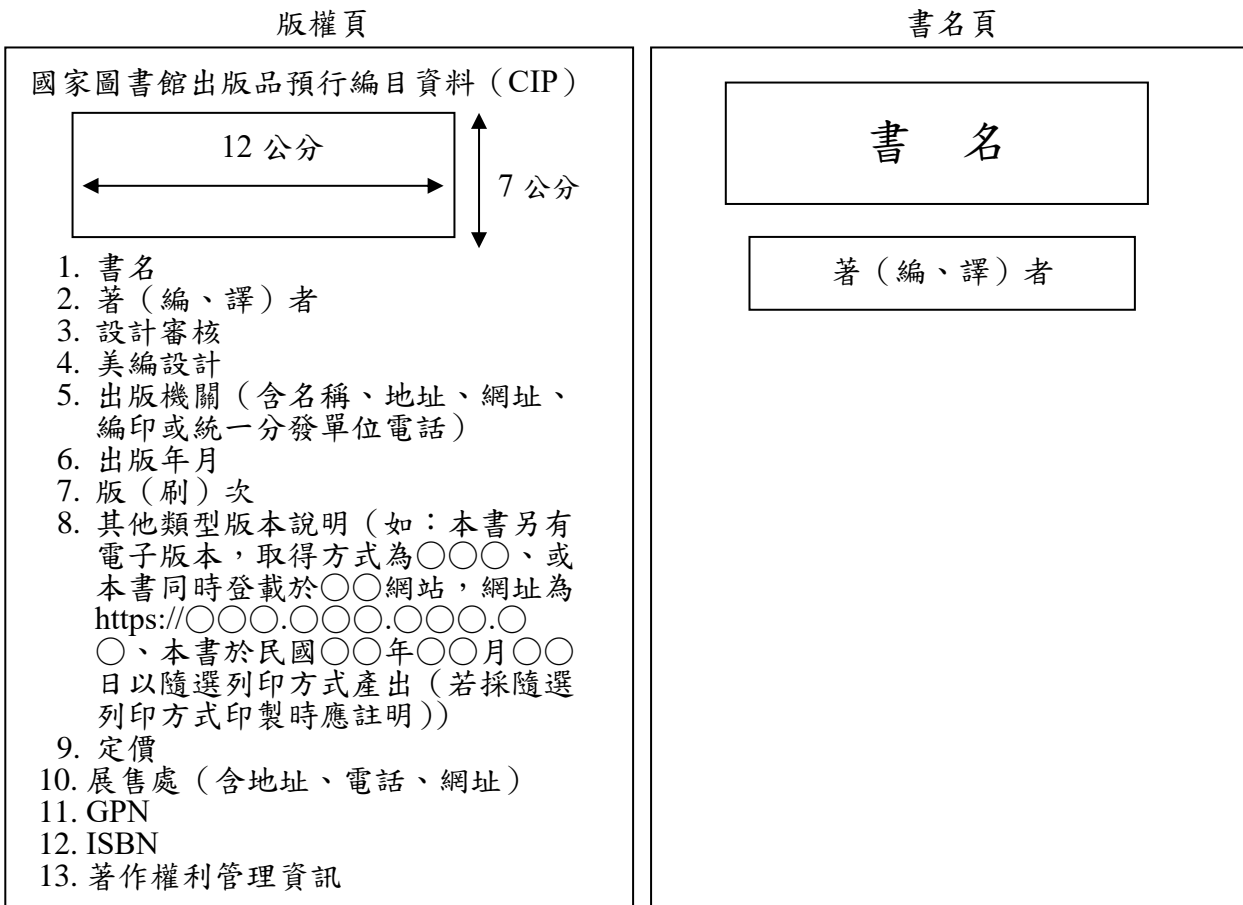 版權頁
國家圖書館出版品預行編目資料（CIP）
12 公分
7 公分
1. 書名
2. 著（編、譯）者
3. 設計審核
4. 美編設計
5. 出版機關（含名稱、地址、網址、
編印或統一分發單位電話）
6. 出版年月
7. 版（刷）次
8. 其他類型版本說明（如：本書另有
電子版本，取得方式為○○○、或
本書同時登載於○○網站，網址為
https://○○○.○○○.○○○.○
○、本書於民國○○年○○月○○
日以隨選列印方式產出（若採隨選
列印方式印製時應註明））
9. 定價
10. 展售處（含地址、電話、網址）
11. GPN
12. ISBN
13. 著作權利管理資訊
書名頁
書　名
著（編、譯）者